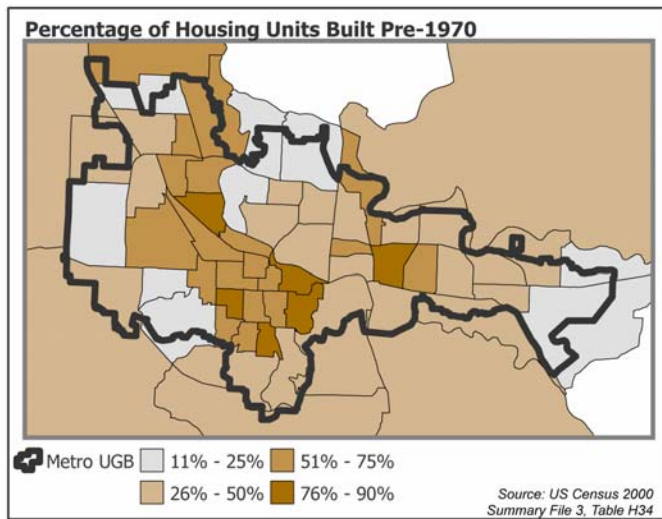 Percentage of Housing Units Built Pre-1970
Metro UGB
11% - 25%
51% - 75%
26% - 50%
76% - 90%
Source: US Census 2000
Summary File 3, Table H34